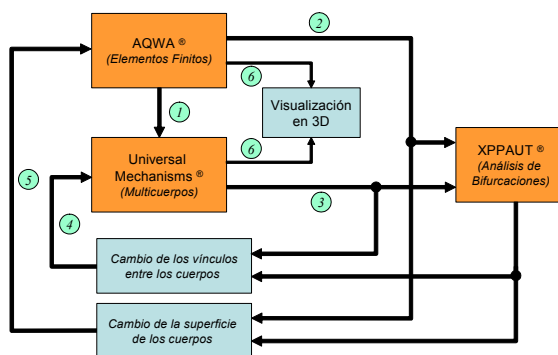 AQWA ®
(Elementos Finitos)
2
6
1
Visualización
en 3D
Universal
Mechanisms ®
(Multicuerpos)
6
XPPAUT ®
(Análisis de
Bifurcaciones)
5
3
4
Cambio de los vínculos
entre los cuerpos
Cambio de la superficie
de los cuerpos